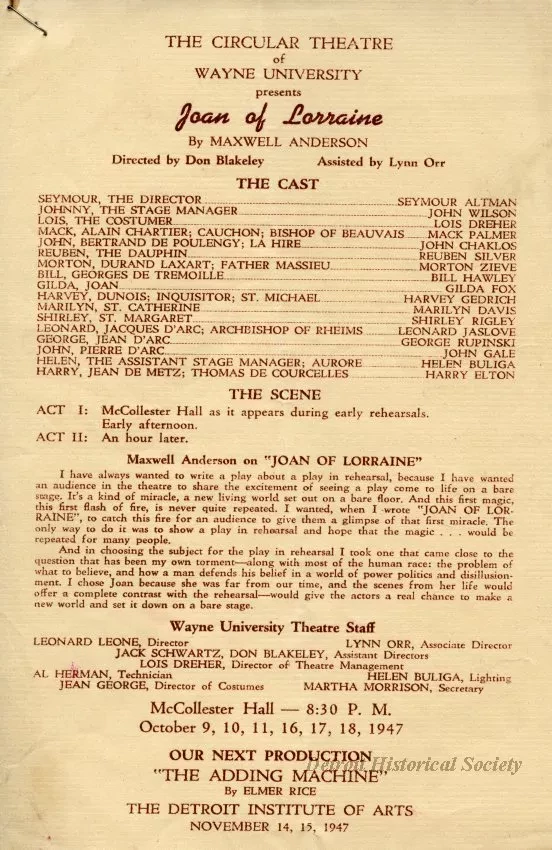 THE CIRCULAR THEATRE
of
WAYNE UNIVERSITY
presents
Joan of Lorraine
By MAXWELL ANDERSON
Directed by Don Blakeley Assisted by Lynn Orr
THE CAST
SEYMOUR, THE DIRECTOR SEYMOUR ALTMAN
JOHNNY, THE STAGE MANAGER JOHN WILSON
LOIS, THE COSTUMER LOIS DREHER
MACK, ALAIN CHARTIER; CAUCHON; BISHOP OF BEAUVAIS MACK PALMER
JOHN, BERTRAND DE POULENGY; LA HIRE JOHN CHAKLOS
REUBEN, THE DAUPHIN REUBEN SILVER
MORTON, DURAND LAXART; FATHER MASSIEU MORTON ZIEVE
BILL, GEORGES DE TREMOILLE BILL HAWLEY
GILDA, JOAN GILDA FOX
HARVEY, DUNOIS; INQUISITOR; ST. MICHAEL HARVEY GEDRICH
MARILYN, ST. CATHERINE MARILYN DAVIS
SHIRLEY, ST. MARGARET SHIRLEY RIGLEY
LEONARD, JACQUES D'ARC; ARCHBISHOP OF RHEIMS LEONARD JASLOVE
GEORGE, JEAN D'ARC GEORGE RUPINSKI
JOHN, PIERRE D'ARC JOHN GALE
HELEN, THE ASSISTANT STAGE MANAGER; AURORE HELEN BULIGA
HARRY, JEAN DE METZ; THOMAS DE COURCELLES HARRY ELTON
THE SCENE
ACT I: McCollester Hall as it appears during early rehearsals.
Early afternoon.
ACT II: An hour later.
Maxwell Anderson on "JOAN OF LORRAINE"
I have always wanted to write a play about a play in rehearsal, because I have wanted
an audience in the theatre to share the excitement of seeing a play come to life on a bare
stage. It's a kind of miracle, a new living world set out on a bare floor. And this first magic,
this first flash of fire, is never quite repeated. I wanted, when I wrote "JOAN OF LOR-
RAINE", to catch this fire for an audience to give them a glimpse of that first miracle. The
only way to do it was to show a play in rehearsal and hope that the magic . . . would be
repeated for many people.
And in choosing the subject for the play in rehearsal I took one that came close to the
question that has been my own torment—along with most of the human race: the problem of
what to believe, and how a man defends his belief in a world of power politics and disillusion-
ment. I chose Joan because she was far from our time, and the scenes from her life would
offer a complete contrast with the rehearsal—would give the actors a real chance to make a
new world and set it down on a bare stage.
Wayne University Theatre Staff
LEONARD LEONE, Director LYNN ORR, Associate Director
JACK SCHWARTZ, DON BLAKELEY, Assistant Directors
LOIS DREHER, Director of Theatre Management
AL HERMAN, Technician HELEN BULIGA, Lighting
JEAN GEORGE, Director of Costumes MARTHA MORRISON, Secretary
McCollester Hall — 8:30 P. M.
October 9, 10, 11, 16, 17, 18, 1947
OUR NEXT PRODUCTION
Detroit Historical Society
"THE ADDING MACHINE"
By ELMER RICE
THE DETROIT INSTITUTE OF ARTS
NOVEMBER 14, 15, 1947